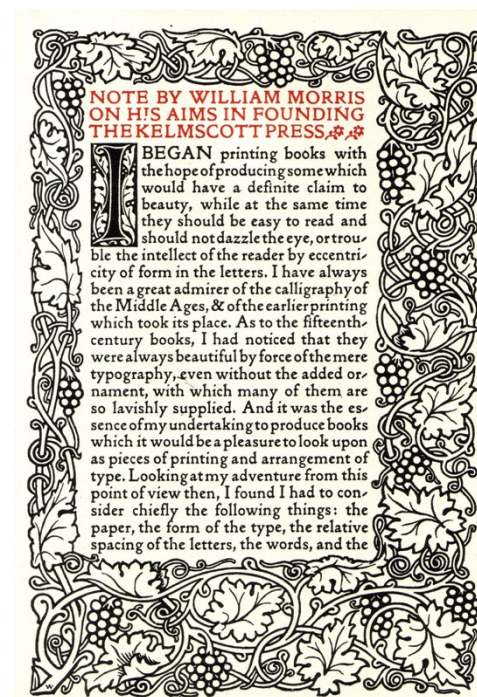 NOTE BY WILLIAM MORRIS
ON HIS AIMS IN FOUNDING
THE KELMSCOTT PRESS
I BEGAN printing books with
the hope of producing some which
would have a definite claim to
beauty, while at the same time
they should be easy to read and
should not dazzle the eye, or trou-
ble the intellect of the reader by eccentri-
city of form in the letters. I have always
been a great admirer of the calligraphy of
the Middle Ages, & of the earlier printing
which took its place. As to the fifteenth-
century books, I had noticed that they
were always beautiful by force of the mere
typography, even without the added or-
nament, with which many of them are
so lavishly supplied. And it was the es-
sence of my undertaking to produce books
which it would be a pleasure to look upon
as pieces of printing and arrangement of
type. Looking at my adventure from this
point of view then, I found I had to con-
sider chiefly the following things: the
paper, the form of the type, the relative
spacing of the letters, the words, and the